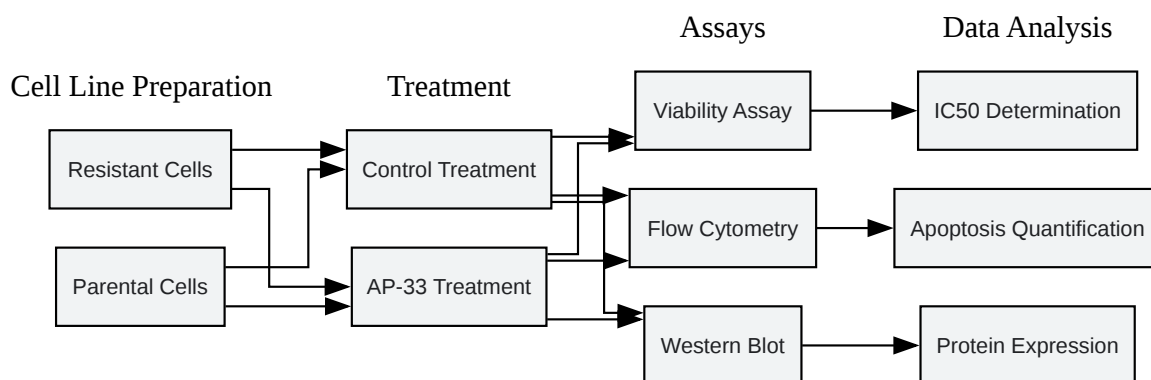 Assays
Data Analysis
Cell Line Preparation
Treatment
Viability Assay
IC50 Determination
Resistant Cells
Control Treatment
Flow Cytometry
Apoptosis Quantification
Parental Cells
AP-33 Treatment
Western Blot
Protein Expression